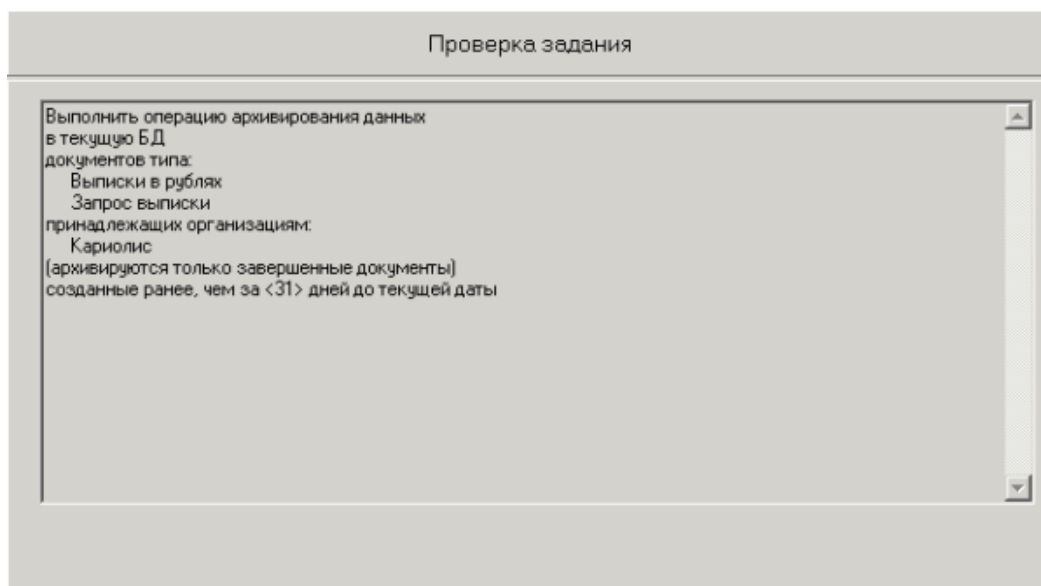 Проверка задания
Выполнить операцию архивирования данных
в текущую БД
документов типа:
Выписки в рублях
Запрос выписки
принадлежащих организациям:
Кариолис
(архивируются только завершенные документы)
созданные ранее, чем за <31> дней до текущей даты